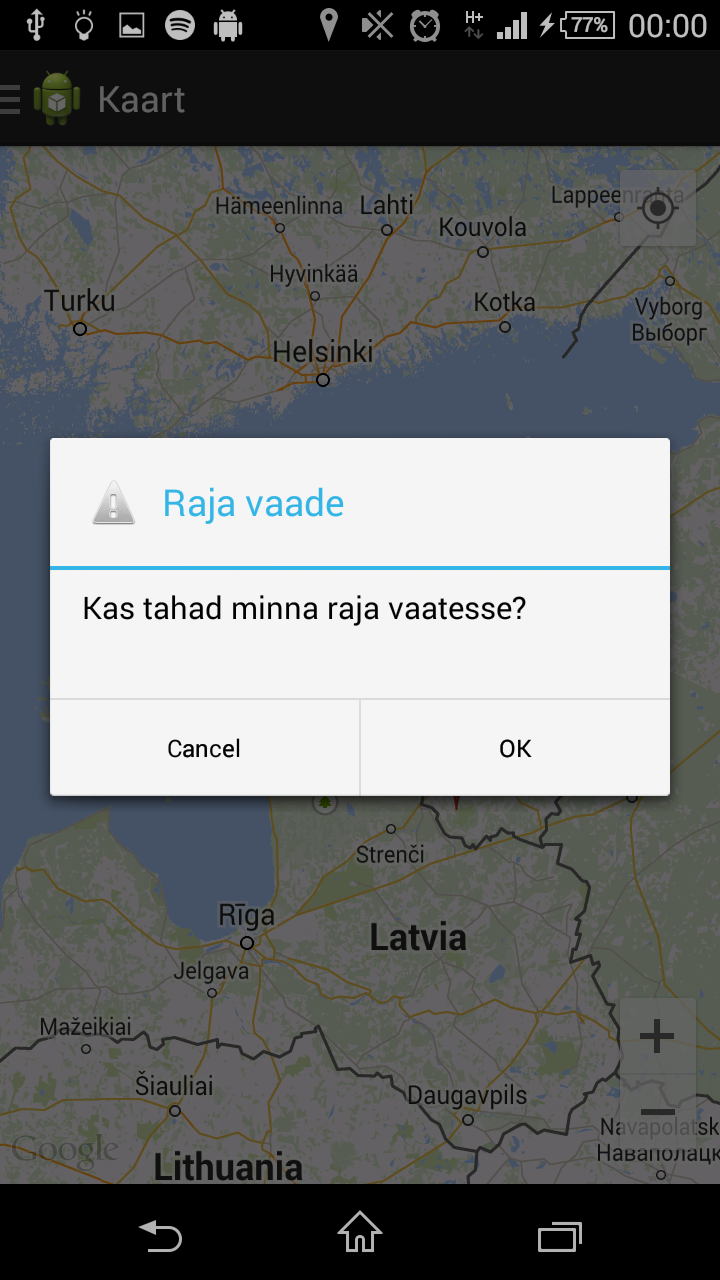 H+
77%
00:00
Kaart
Hämeenlinna
Lahti
Lappeenranta
Kouvola
Hyvinkää
Turku
Kotka
Vyborg
Выборг
Helsinki
Raja vaade
Kas tahad minna raja vaatesse?
Cancel
OK
Strenči
Rīga
Latvia
Jelgava
Mažeikiai
Šiauliai
Daugavpils
Navapolatsk
Наваполацк
Google
Lithuania